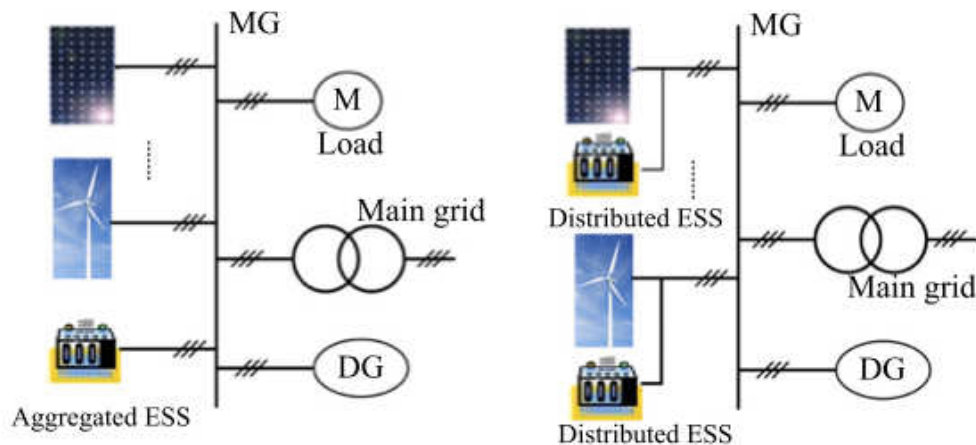 MG
M
Load
Main grid
DG
Aggregated ESS
MG
M
Load
Distributed ESS
Main grid
DG
Distributed ESS